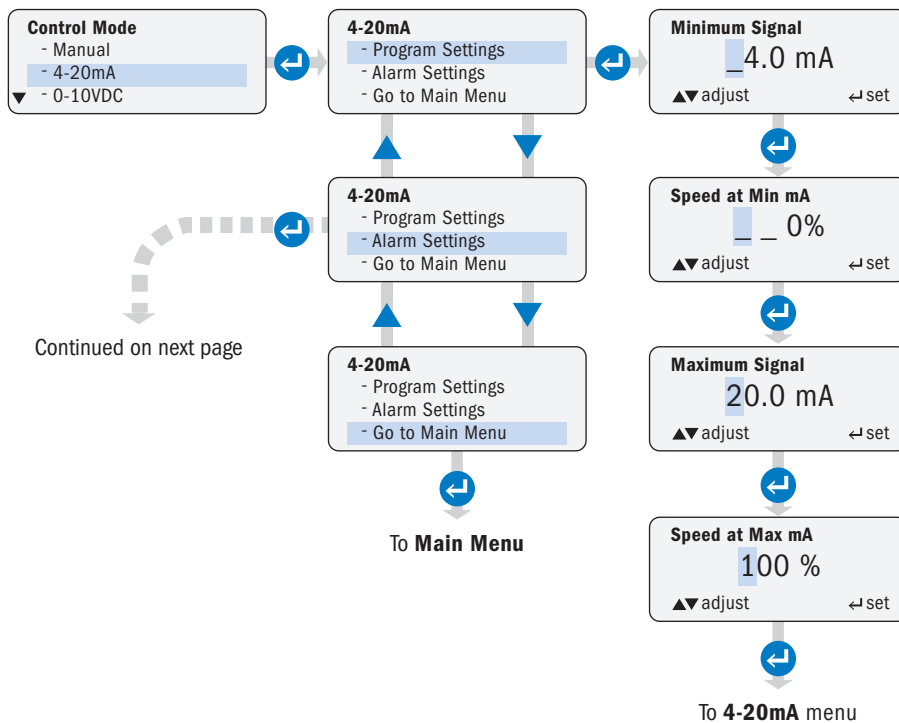 Control Mode
- Manual
- 4-20mA
▼ - 0-10VDC
4-20mA
- Program Settings
- Alarm Settings
- Go to Main Menu
Minimum Signal
_4.0 mA
▲▼ adjust ↵ set
4-20mA
- Program Settings
- Alarm Settings
- Go to Main Menu
Speed at Min mA
_ _ 0%
▲▼ adjust ↵ set
Continued on next page
4-20mA
- Program Settings
- Alarm Settings
- Go to Main Menu
To Main Menu
Maximum Signal
20.0 mA
▲▼ adjust ↵ set
Speed at Max mA
100 %
▲▼ adjust ↵ set
To 4-20mA menu